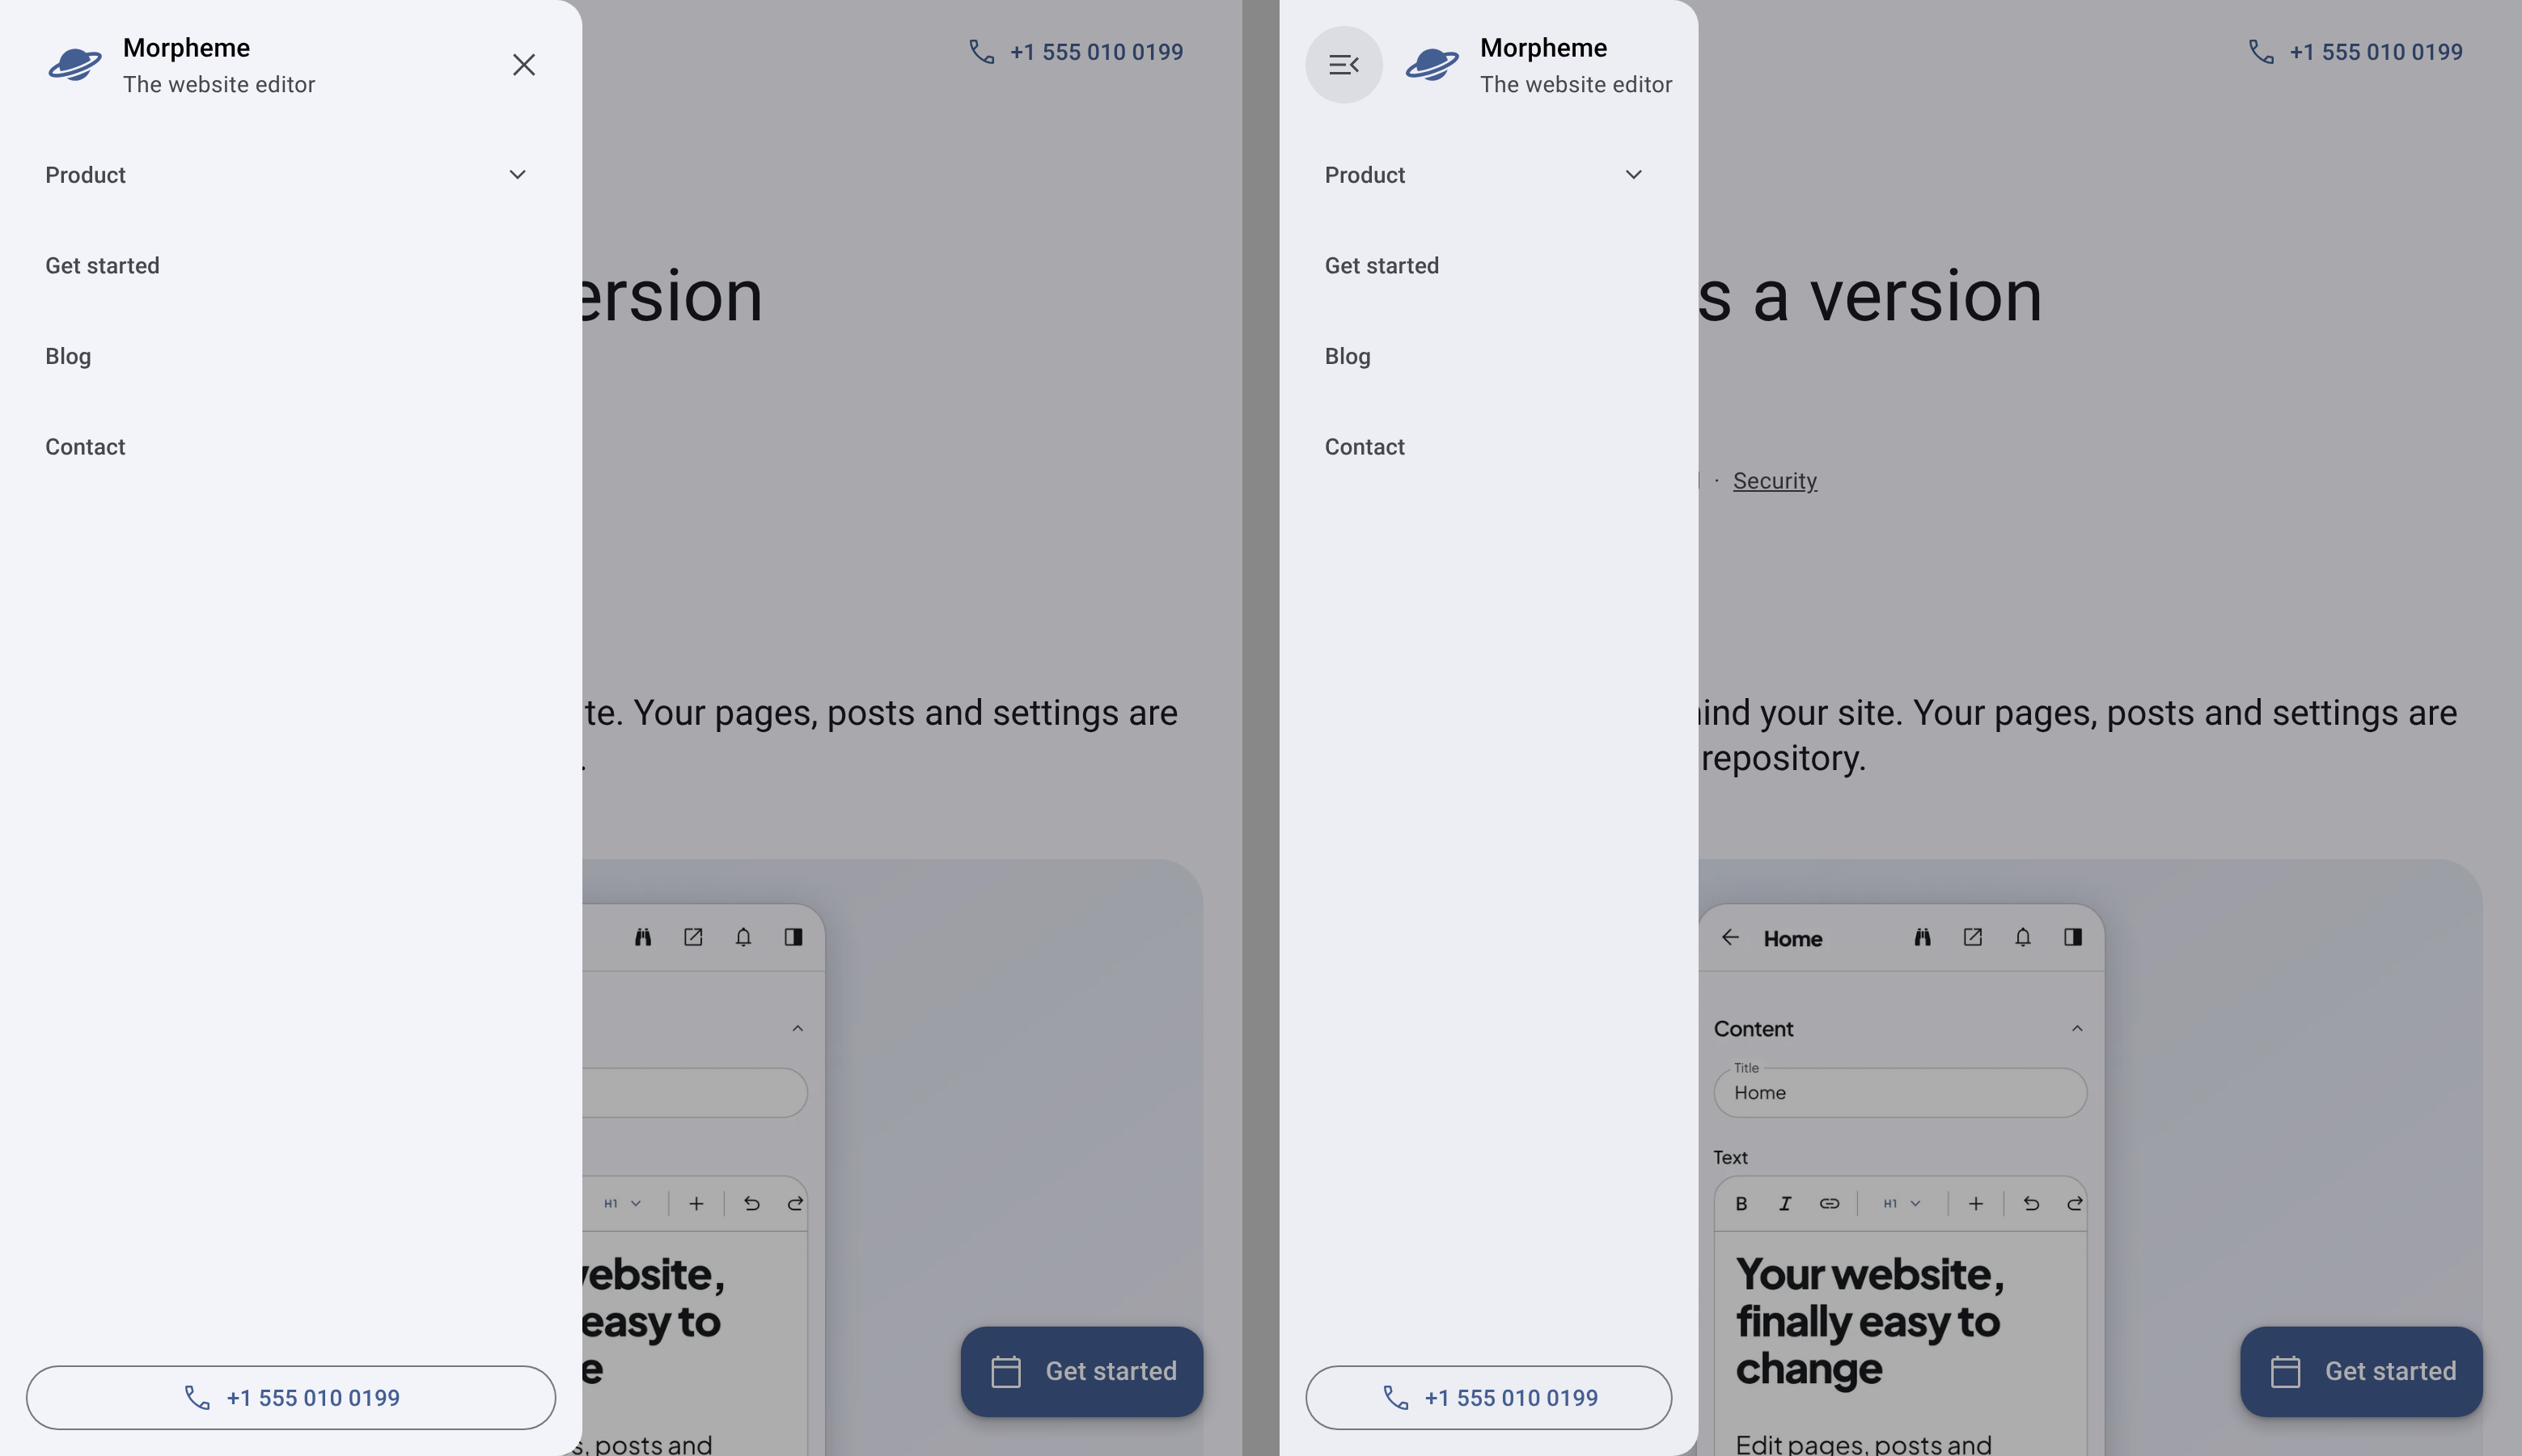 Morpheme
The website editor
Product
Get started
Blog
Contact
+1 555 010 0199
+1 555 010 0199
ersion
te. Your pages, posts and settings are
.
H1
ebsite,
easy to
e
s, posts and
Get started
Morpheme
The website editor
Product
Get started
Blog
Contact
+1 555 010 0199
+1 555 010 0199
s a version
· Security
ind your site. Your pages, posts and settings are
repository.
Home
Content
Title
Home
Text
B I H1
Your website,
finally easy to
change
Edit pages, posts and
Get started